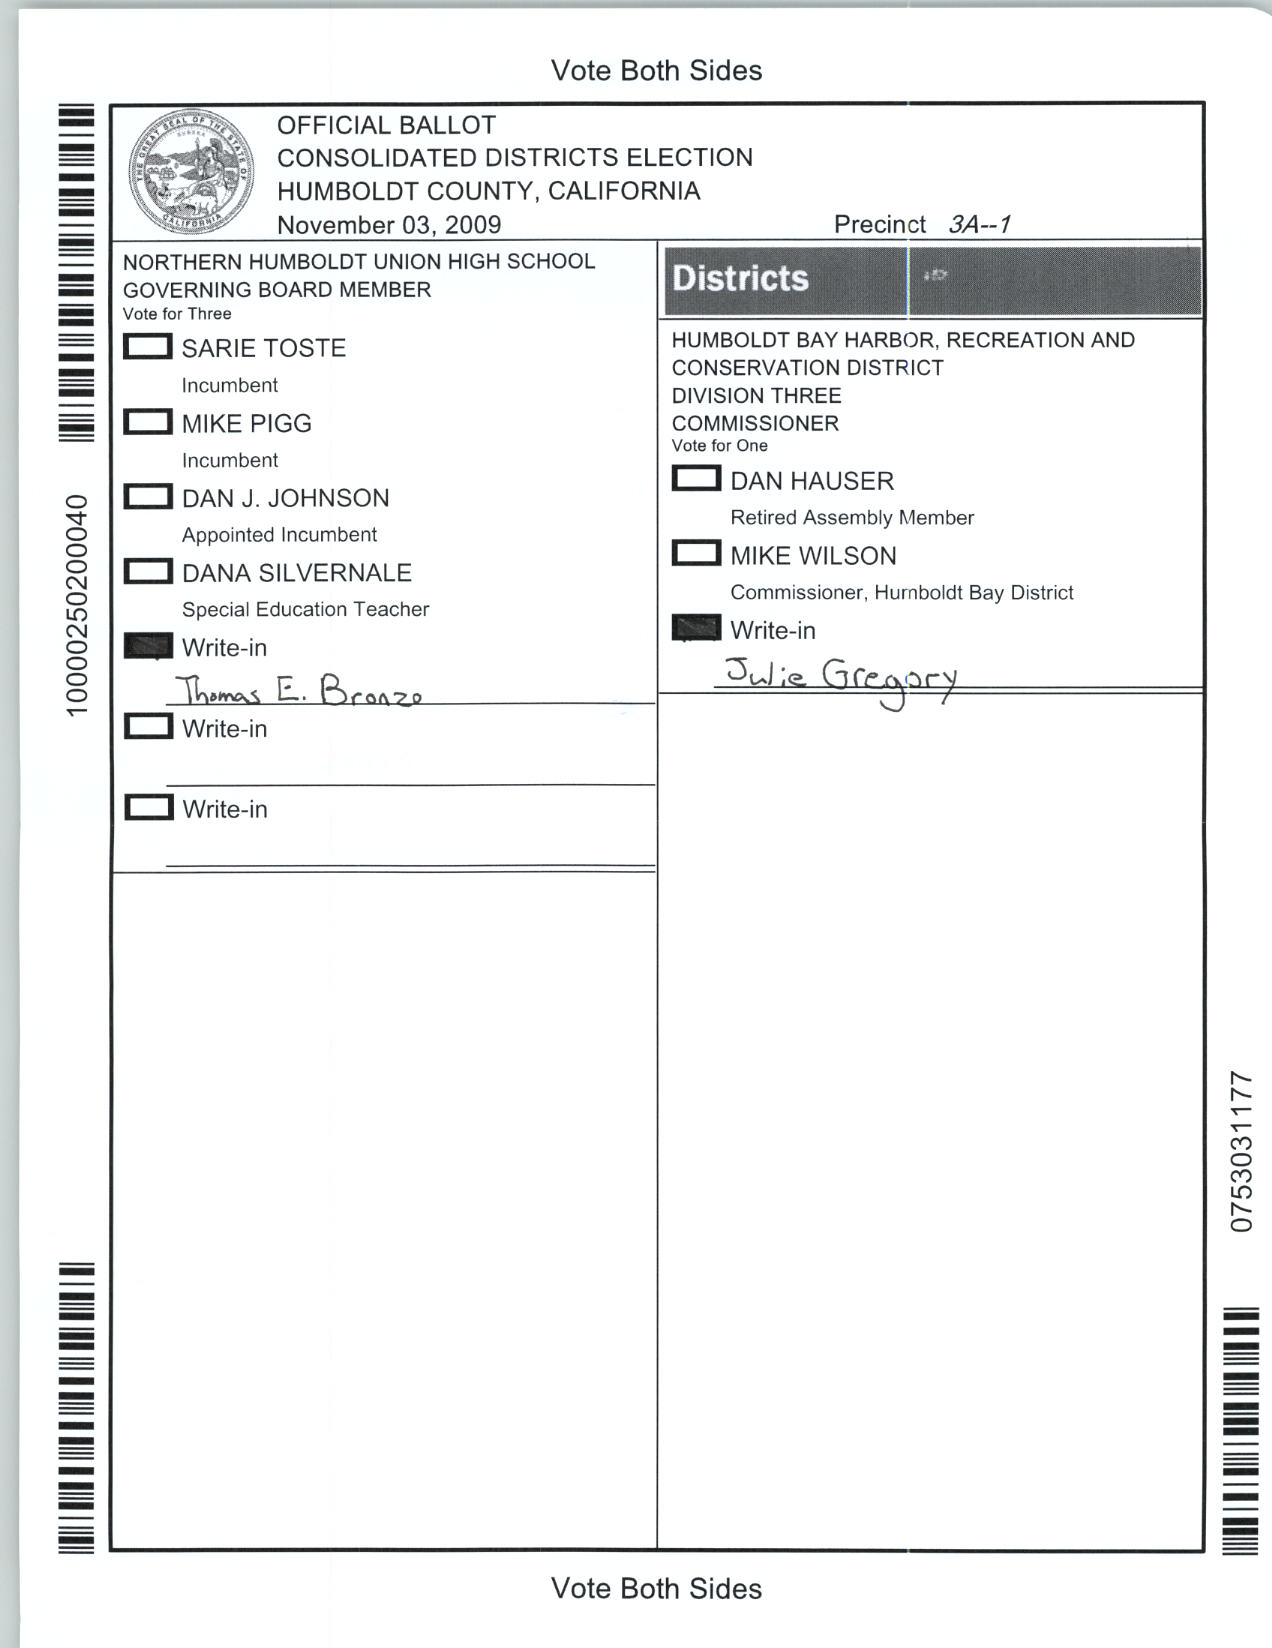 Vote Both Sides
OFFICIAL BALLOT
CONSOLIDATED DISTRICTS ELECTION
HUMBOLDT COUNTY, CALIFORNIA
November 03, 2009 Precinct 3A--1
THE GREAT SEAL OF THE STATE OF CALIFORNIA
EUREKA
NORTHERN HUMBOLDT UNION HIGH SCHOOL
GOVERNING BOARD MEMBER
Vote for Three
SARIE TOSTE
Incumbent
MIKE PIGG
Incumbent
DAN J. JOHNSON
Appointed Incumbent
DANA SILVERNALE
Special Education Teacher
Write-in
Thomas E. Bronzo
Write-in
Write-in
Districts
HUMBOLDT BAY HARBOR, RECREATION AND
CONSERVATION DISTRICT
DIVISION THREE
COMMISSIONER
Vote for One
DAN HAUSER
Retired Assembly Member
MIKE WILSON
Commissioner, Humboldt Bay District
Write-in
Julie Gregory
10000250200040
0753031177
Vote Both Sides